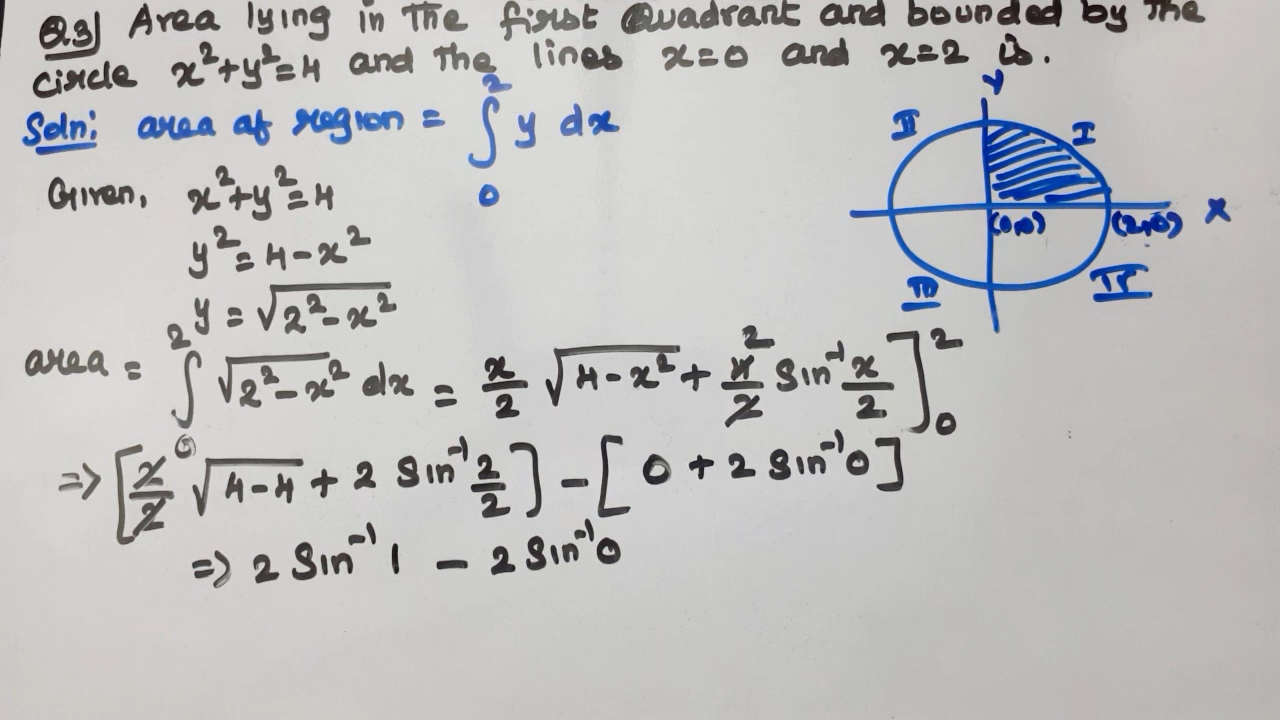 Q.3) Area lying in The first Quadrant and bounded by The
circle x²+y²=4 and The lines x=0 and x=2 is.
Soln: area of region = ∫₀² y dx
Given, x²+y²=4
y²=4-x²
y=√2²-x²
area = ∫₀² √2²-x² dx = x/2 √4-x² + 4/2 2 Sin⁻¹ x/2 ]₀²
=> [2/2 0 √4-4 + 2 Sin⁻¹ 2/2] - [0 + 2 Sin⁻¹0]
=> 2 Sin⁻¹ 1 - 2 Sin⁻¹0
Y
II I
(0,0) (2,0) X
III IV